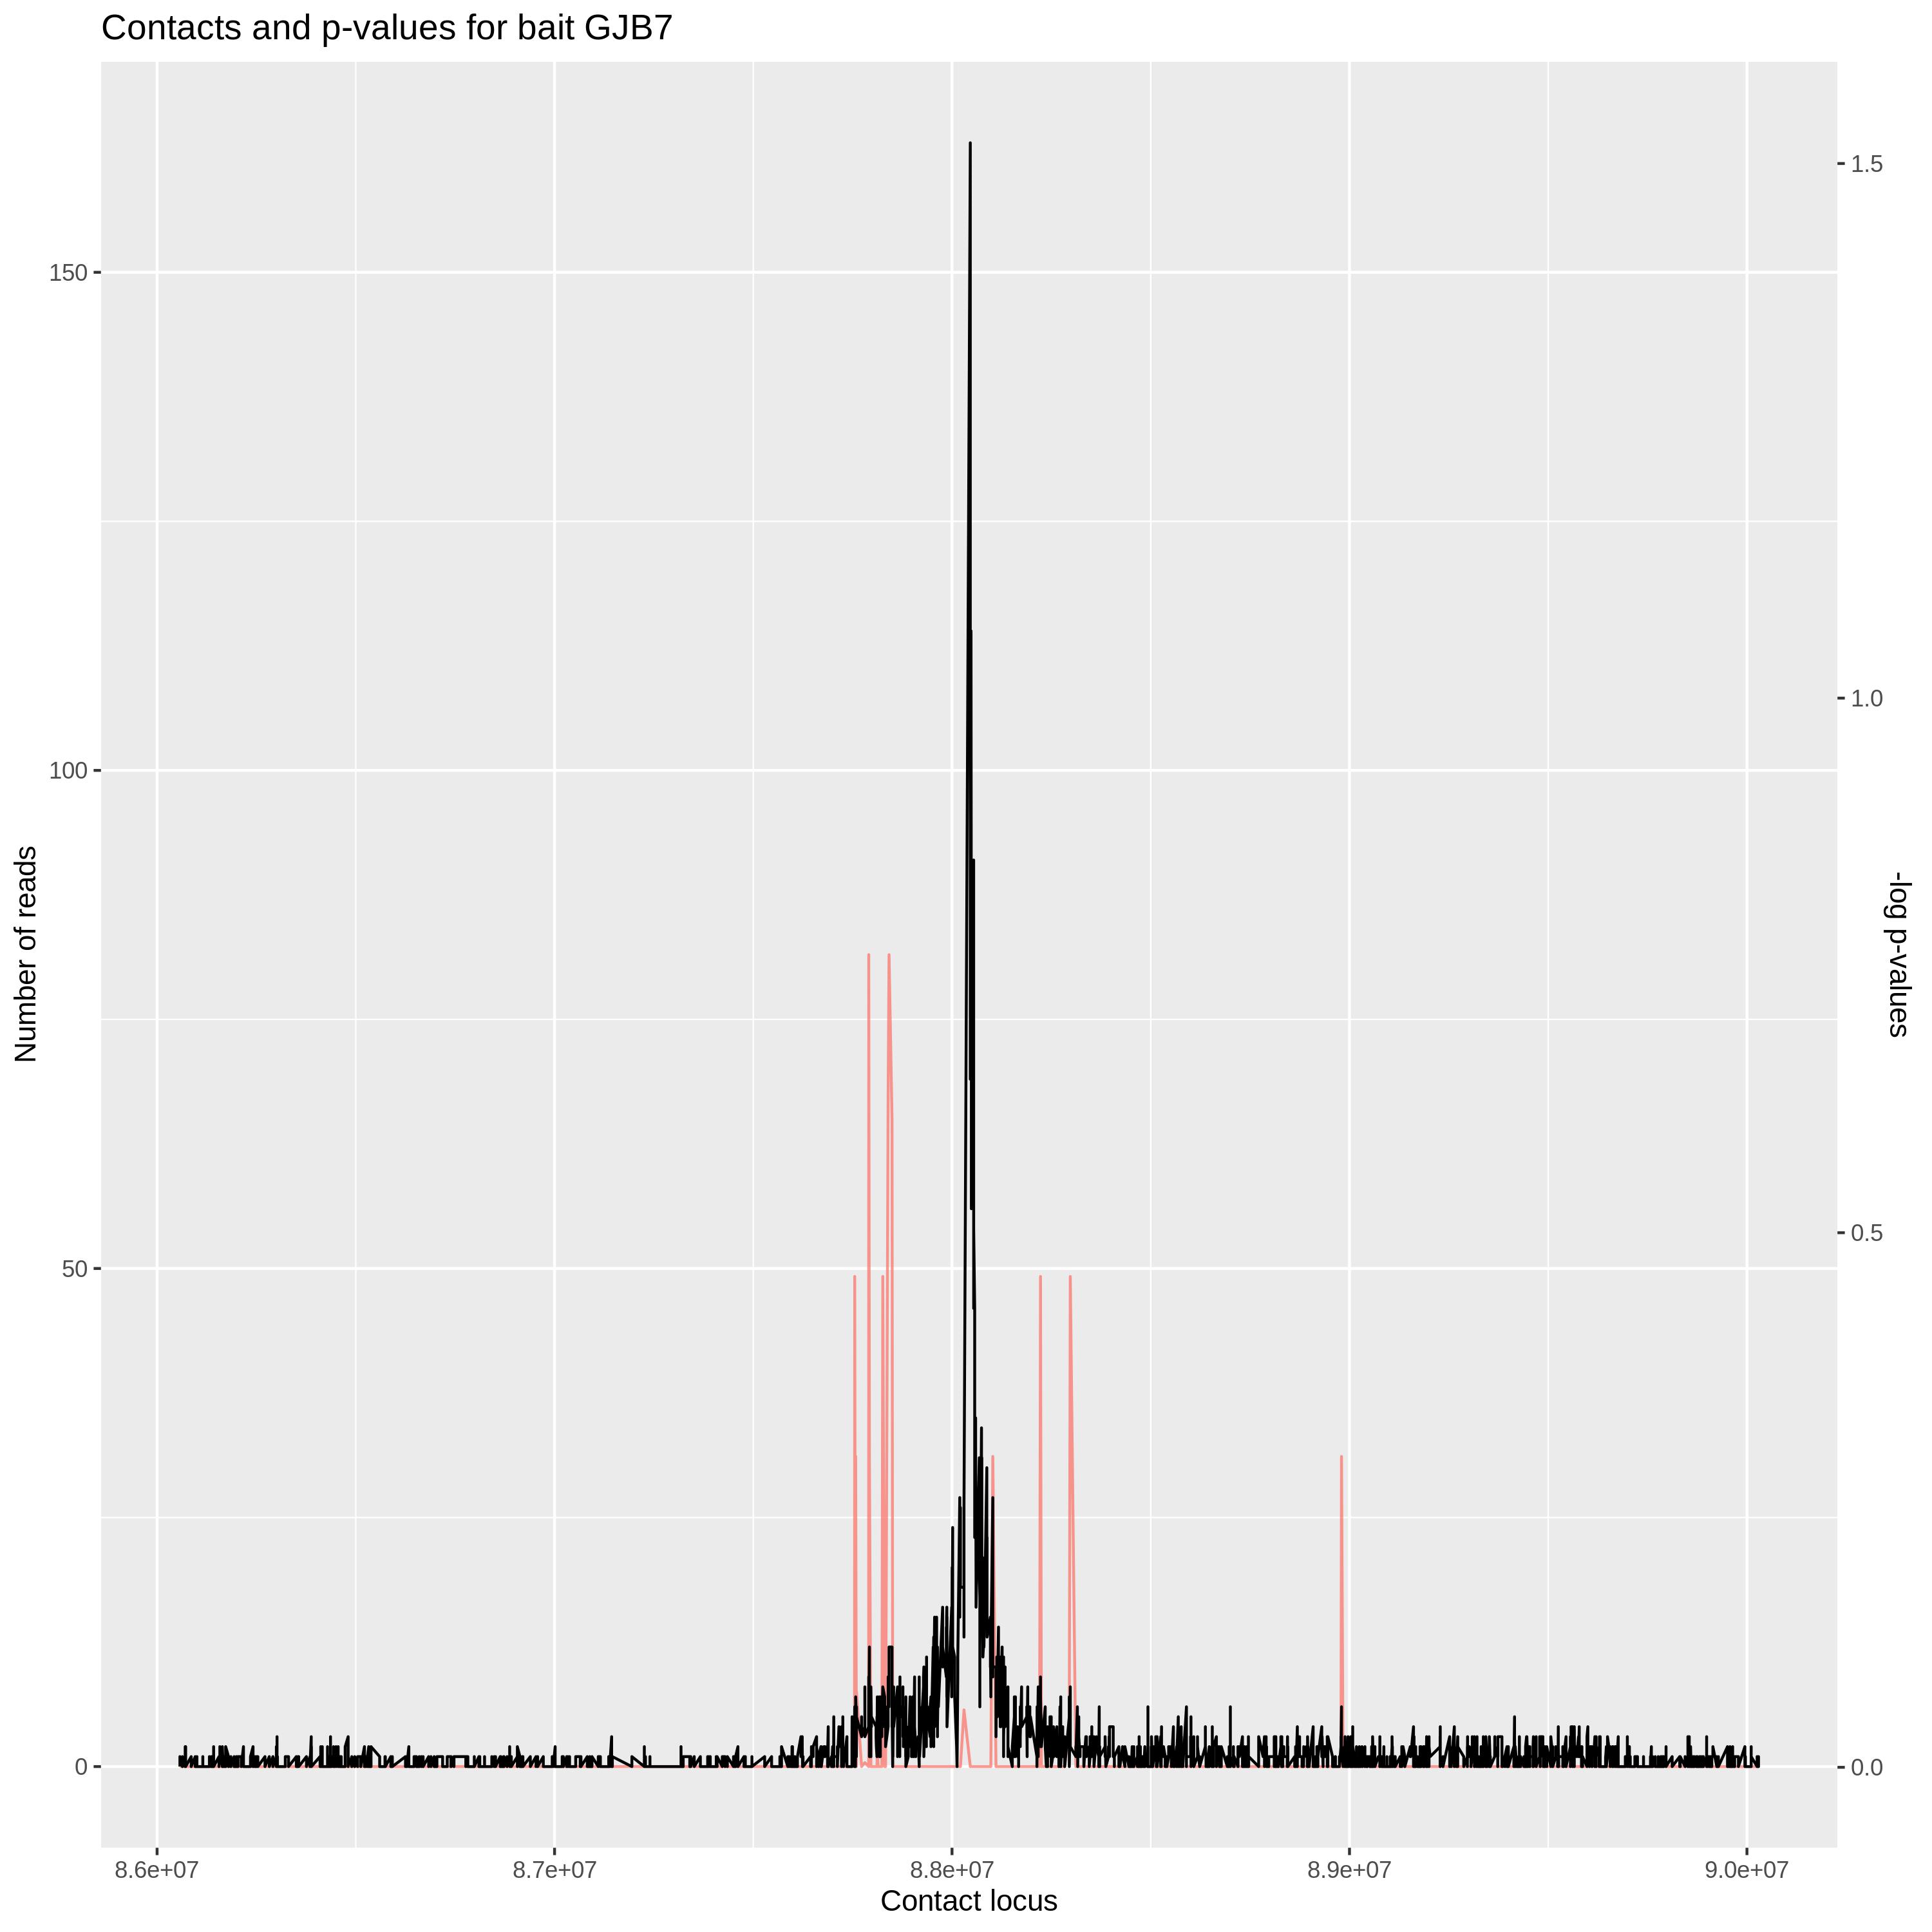 Contacts and p-values for bait GJB7
150
100
50
0
Number of reads
1.5
1.0
0.5
0.0
-log p-values
8.6e+07
8.7e+07
8.8e+07
8.9e+07
9.0e+07
Contact locus